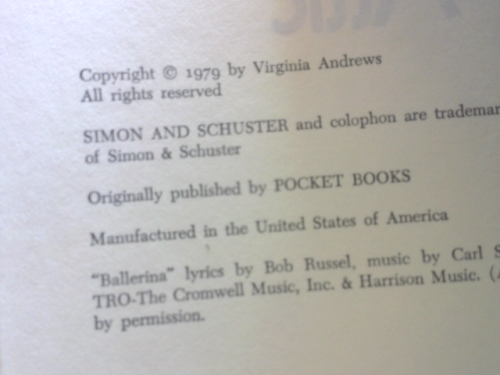 Copyright © 1979 by Virginia Andrews
All rights reserved
SIMON AND SCHUSTER and colophon are
of Simon & Schuster
Originally published by POCKET BOOKS
Manufactured in the United States of America
"Ballerina" lyrics by Bob Russel, music by Carl
TRO-The Cromwell Music, Inc. & Harrison Music.
by permission.